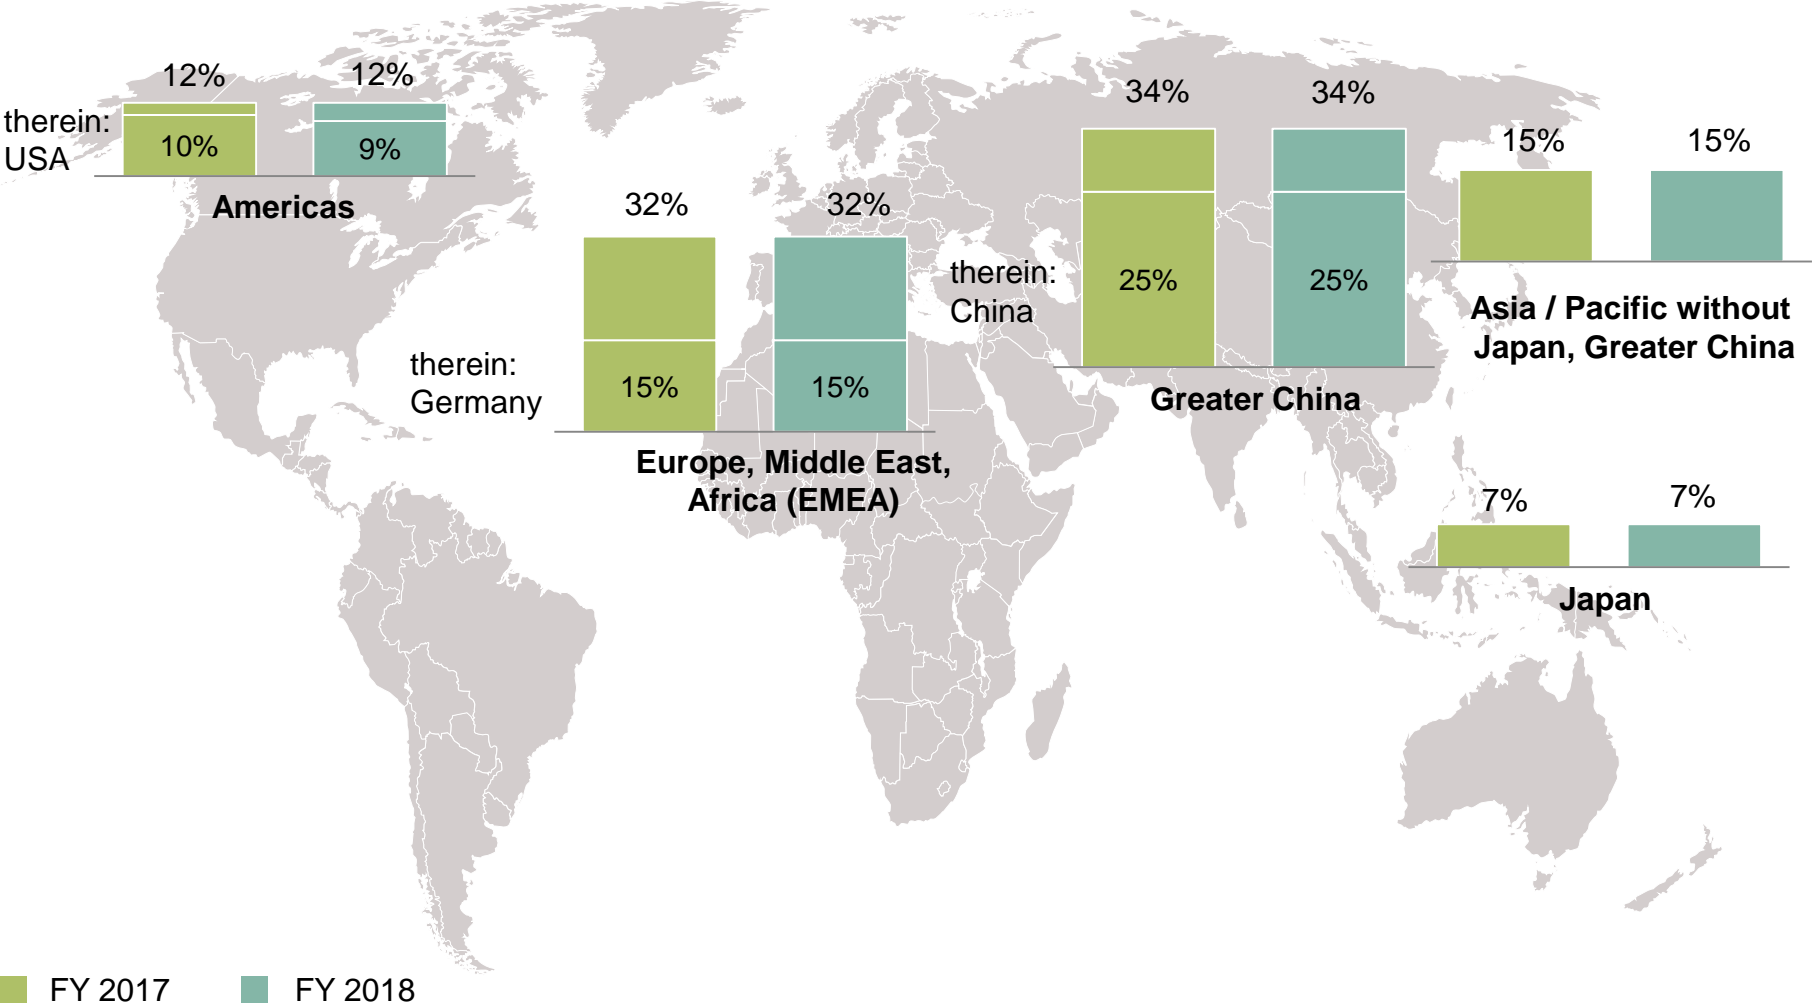 12%
12%
therein:
USA
10%
9%
Americas
32%
32%
therein:
Germany
15%
15%
Europe, Middle East,
Africa (EMEA)
34%
34%
therein:
China
25%
25%
Greater China
15%
15%
Asia / Pacific without
Japan, Greater China
7%
7%
Japan
FY 2017
FY 2018